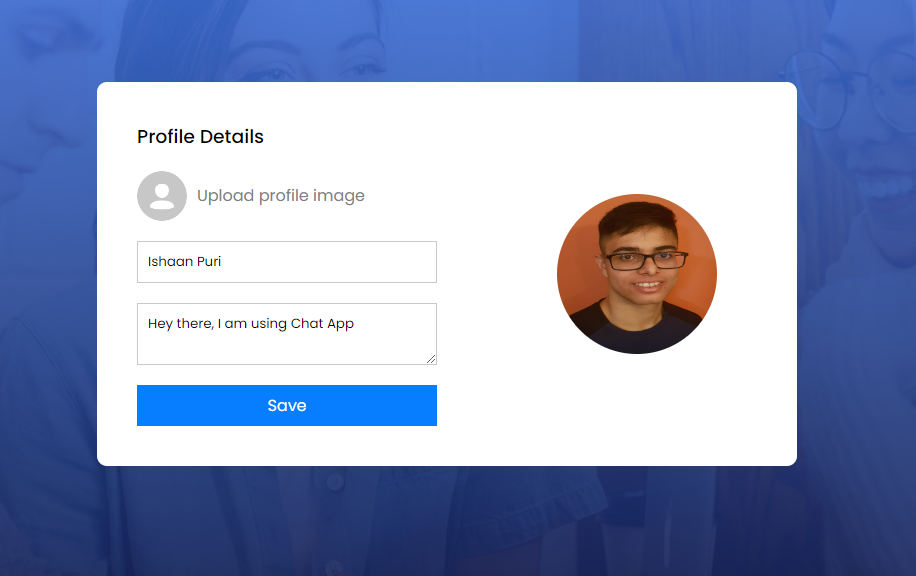 Profile Details
Upload profile image
Ishaan Puri
Hey there, I am using Chat App
Save